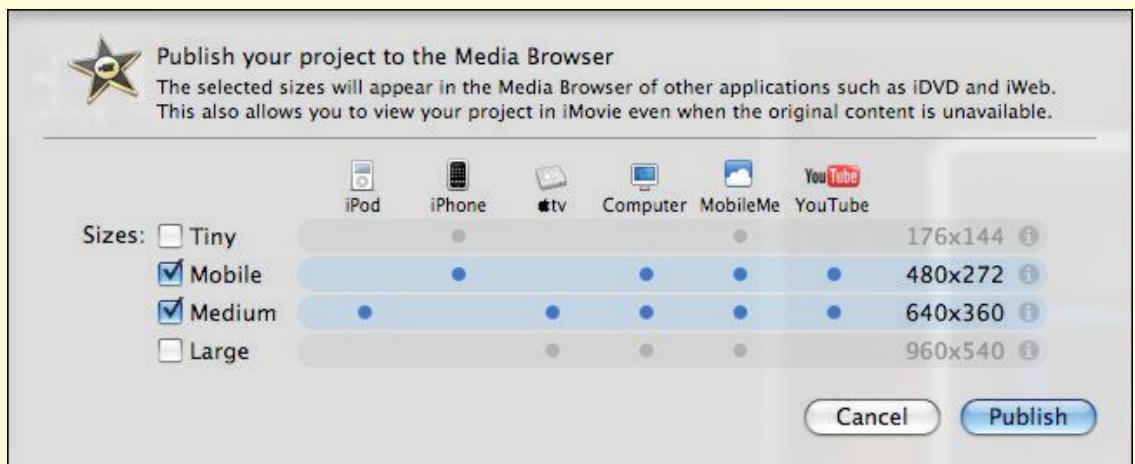 Publish your project to the Media Browser
The selected sizes will appear in the Media Browser of other applications such as iDVD and iWeb.
This also allows you to view your project in iMovie even when the original content is unavailable.
You Tube
iPod iPhone tv Computer MobileMe YouTube
Sizes: Tiny 176x144
Mobile 480x272
Medium 640x360
Large 960x540
Cancel Publish